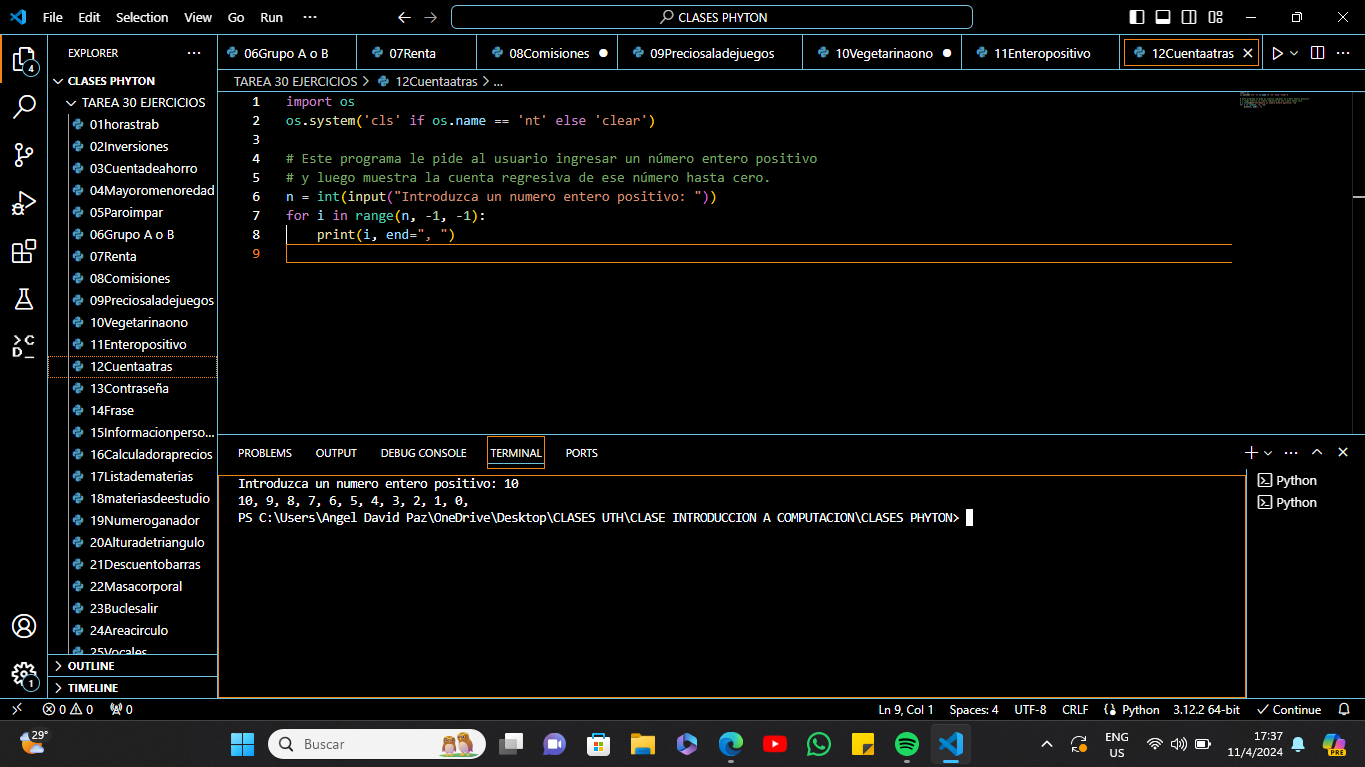 File Edit Selection View Go Run ··· CLASES PHYTON
EXPLORER ···
CLASES PHYTON
TAREA 30 EJERCICIOS
01horastrab
02Inversiones
03Cuentadeahorro
04Mayoromenoredad
05Paroimpar
06Grupo A o B
07Renta
08Comisiones
09Preciosaladejuegos
10Vegetarinaono
11Enteropositivo
12Cuentaatras
13Contraseña
14Frase
15Informacionperso...
16Calculadoraprecios
17Listadematerias
18materiasdeestudio
19Numeroganador
20Alturadetriangulo
21Descuentobarras
22Masacorporal
23Buclesalir
24Areacirculo
25Vocales
OUTLINE
TIMELINE
4
1
06Grupo A o B 07Renta 08Comisiones 09Preciosaladejuegos 10Vegetarinaono 11Enteropositivo 12Cuentaatras
TAREA 30 EJERCICIOS > 12Cuentaatras > ...
1 import os
2 os.system('cls' if os.name == 'nt' else 'clear')
3
4 # Este programa le pide al usuario ingresar un número entero positivo
5 # y luego muestra la cuenta regresiva de ese número hasta cero.
6 n = int(input("Introduzca un numero entero positivo: "))
7 for i in range(n, -1, -1):
8 print(i, end=", ")
9
PROBLEMS OUTPUT DEBUG CONSOLE TERMINAL PORTS
Introduzca un numero entero positivo: 10
10, 9, 8, 7, 6, 5, 4, 3, 2, 1, 0,
PS C:\Users\Angel David Paz\OneDrive\Desktop\CLASES UTH\CLASE INTRODUCCION A COMPUTACION\CLASES PHYTON>
Python
Python
0 0 0 Ln 9, Col 1 Spaces: 4 UTF-8 CRLF Python 3.12.2 64-bit Continue
29°
Buscar
ENG
US
17:37
11/4/2024
PRE